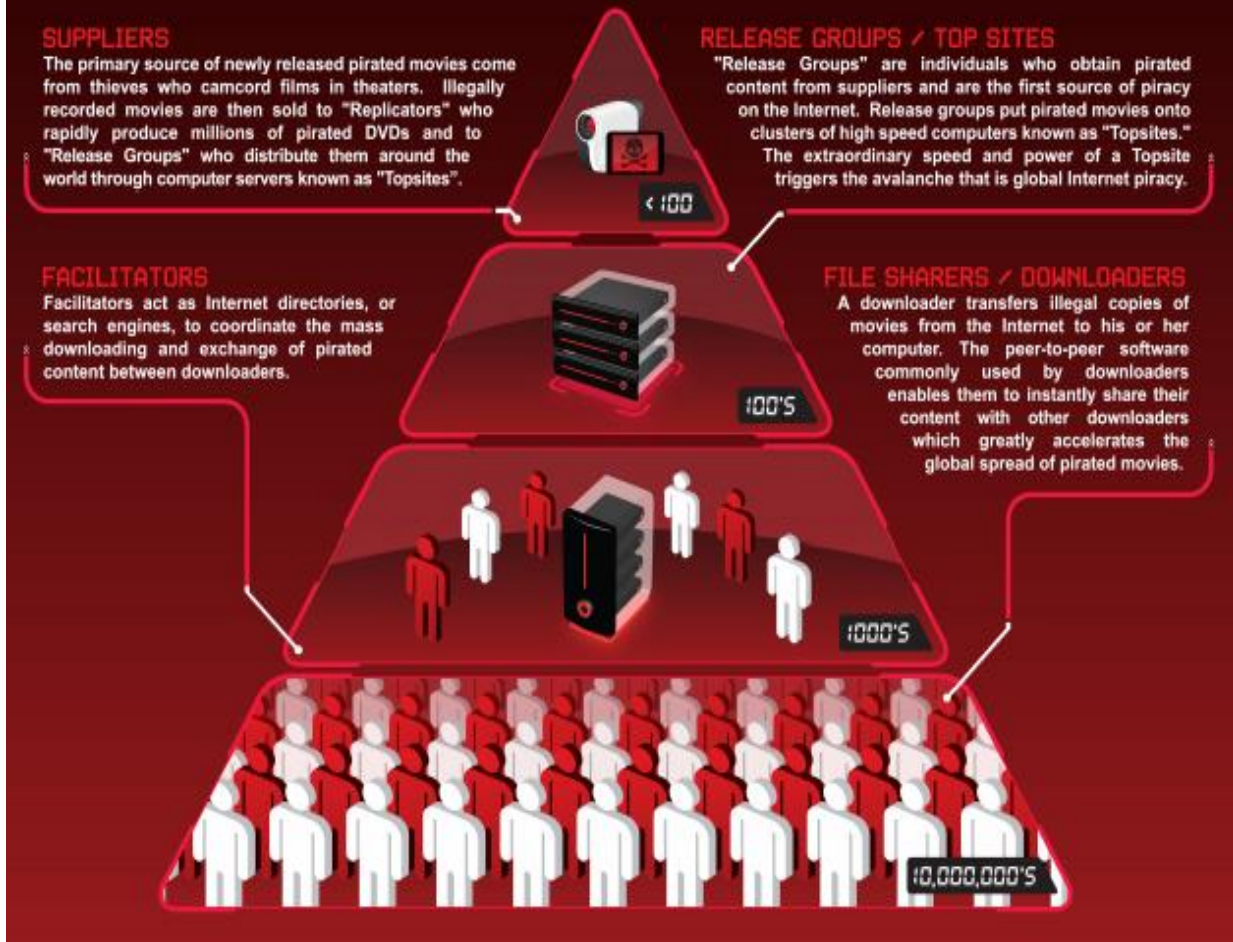 SUPPLIERS
The primary source of newly released pirated movies come
from thieves who camcord films in theaters. Illegally
recorded movies are then sold to "Replicators" who
rapidly produce millions of pirated DVDs and to
"Release Groups" who distribute them around the
world through computer servers known as "Topsites".
RELEASE GROUPS / TOP SITES
"Release Groups" are individuals who obtain pirated
content from suppliers and are the first source of piracy
on the Internet. Release groups put pirated movies onto
clusters of high speed computers known as "Topsites."
The extraordinary speed and power of a Topsite
triggers the avalanche that is global Internet piracy.
<100
FACILITATORS
Facilitators act as Internet directories, or
search engines, to coordinate the mass
downloading and exchange of pirated
content between downloaders.
FILE SHARERS / DOWNLOADERS
A downloader transfers illegal copies of
movies from the Internet to his or her
computer. The peer-to-peer software
commonly used by downloaders
enables them to instantly share their
content with other downloaders
which greatly accelerates the
global spread of pirated movies.
100'S
1000'S
10,000,000'S